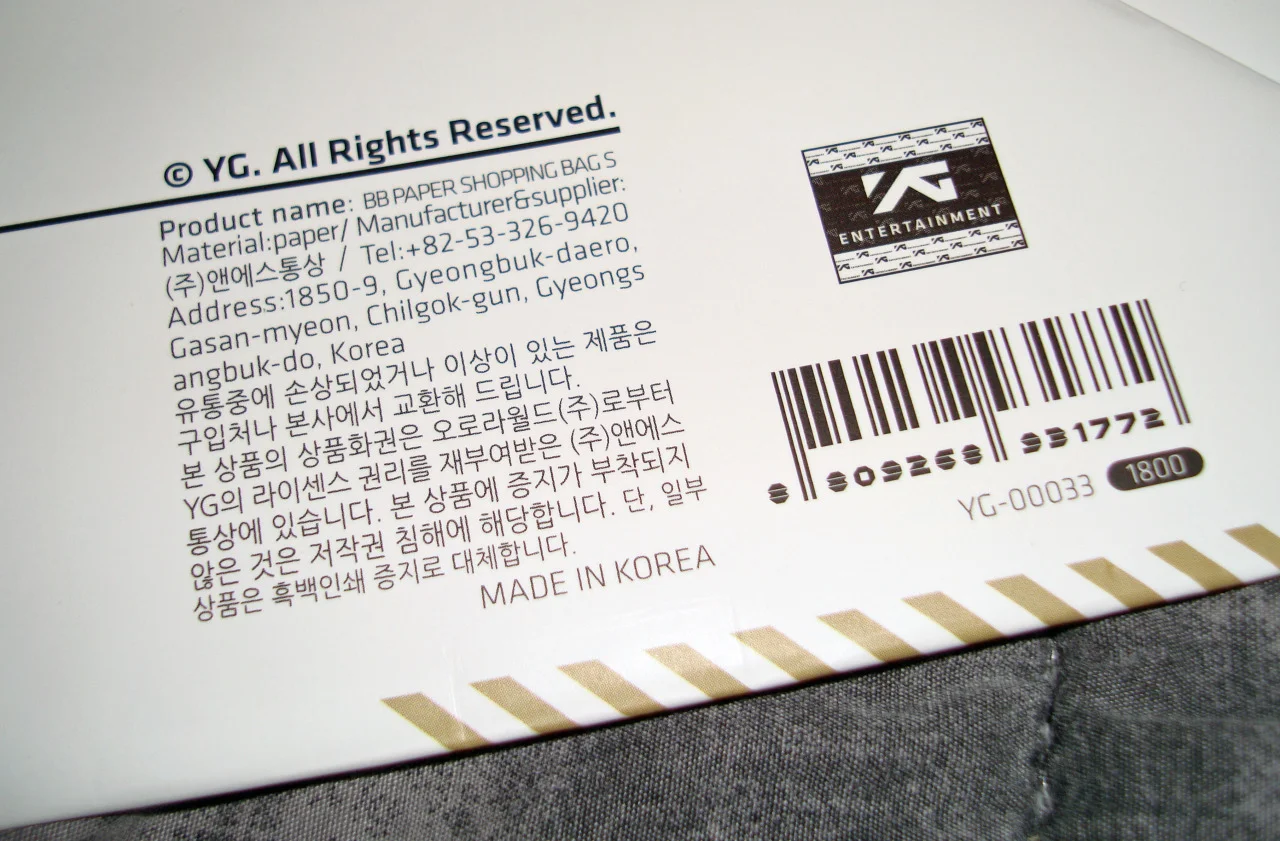 © YG. All Rights Reserved.
Product name: BB PAPER SHOPPING BAG S
Material:paper/ Manufacturer&supplier:
(주)앤에스통상 / Tel:+82-53-326-9420
Address:1850-9, Gyeongbuk-daero,
Gasan-myeon, Chilgok-gun, Gyeongs
angbuk-do, Korea
유통중에 손상되었거나 이상이 있는 제품은
구입처나 본사에서 교환해 드립니다.
본 상품의 상품화권은 오로라월드(주)로부터
YG의 라이센스 권리를 재부여받은 (주)앤에스
통상에 있습니다. 본 상품에 증지가 부착되지
않은 것은 저작권 침해에 해당합니다. 단, 일부
상품은 흑백인쇄 증지로 대체합니다.
MADE IN KOREA
YG
ENTERTAINMENT
8 809268 931772
YG-00033 1800